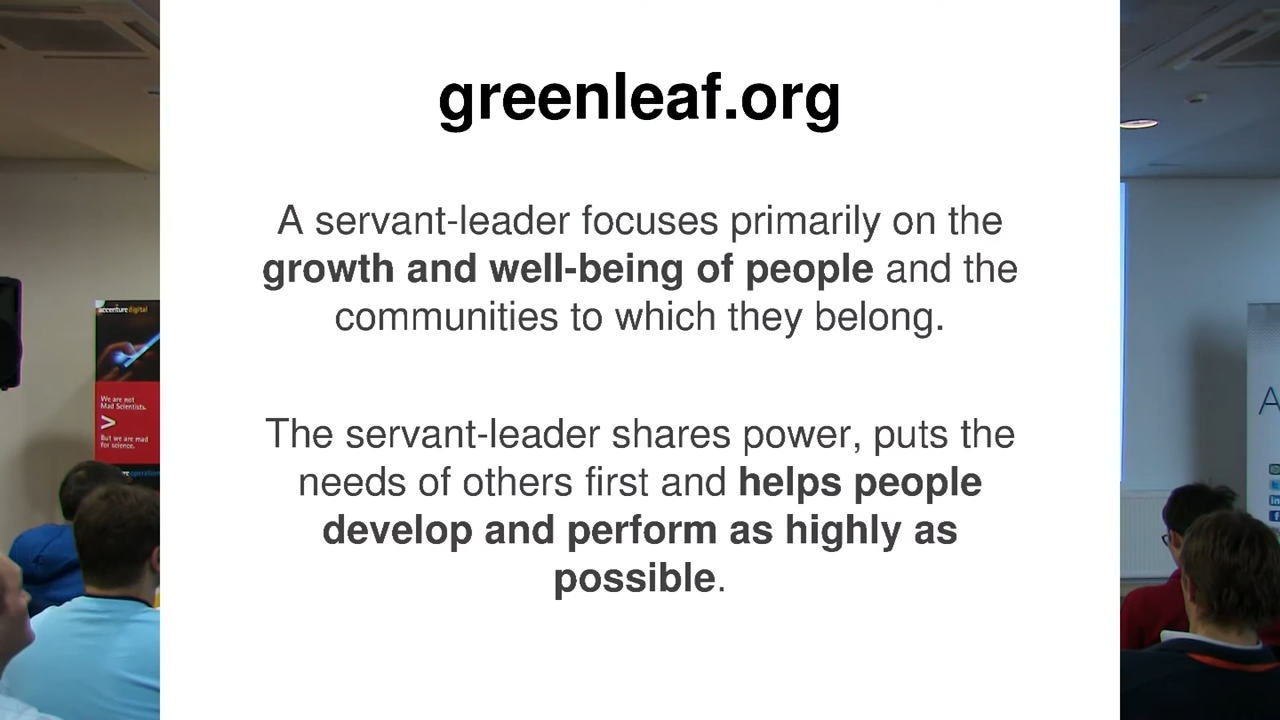 greenleaf.org
A servant-leader focuses primarily on the
growth and well-being of people and the
communities to which they belong.
The servant-leader shares power, puts the
needs of others first and helps people
develop and perform as highly as
possible.
accenturedigital
We are not
Mad Scientists.
>
But we are mad
for science.
A